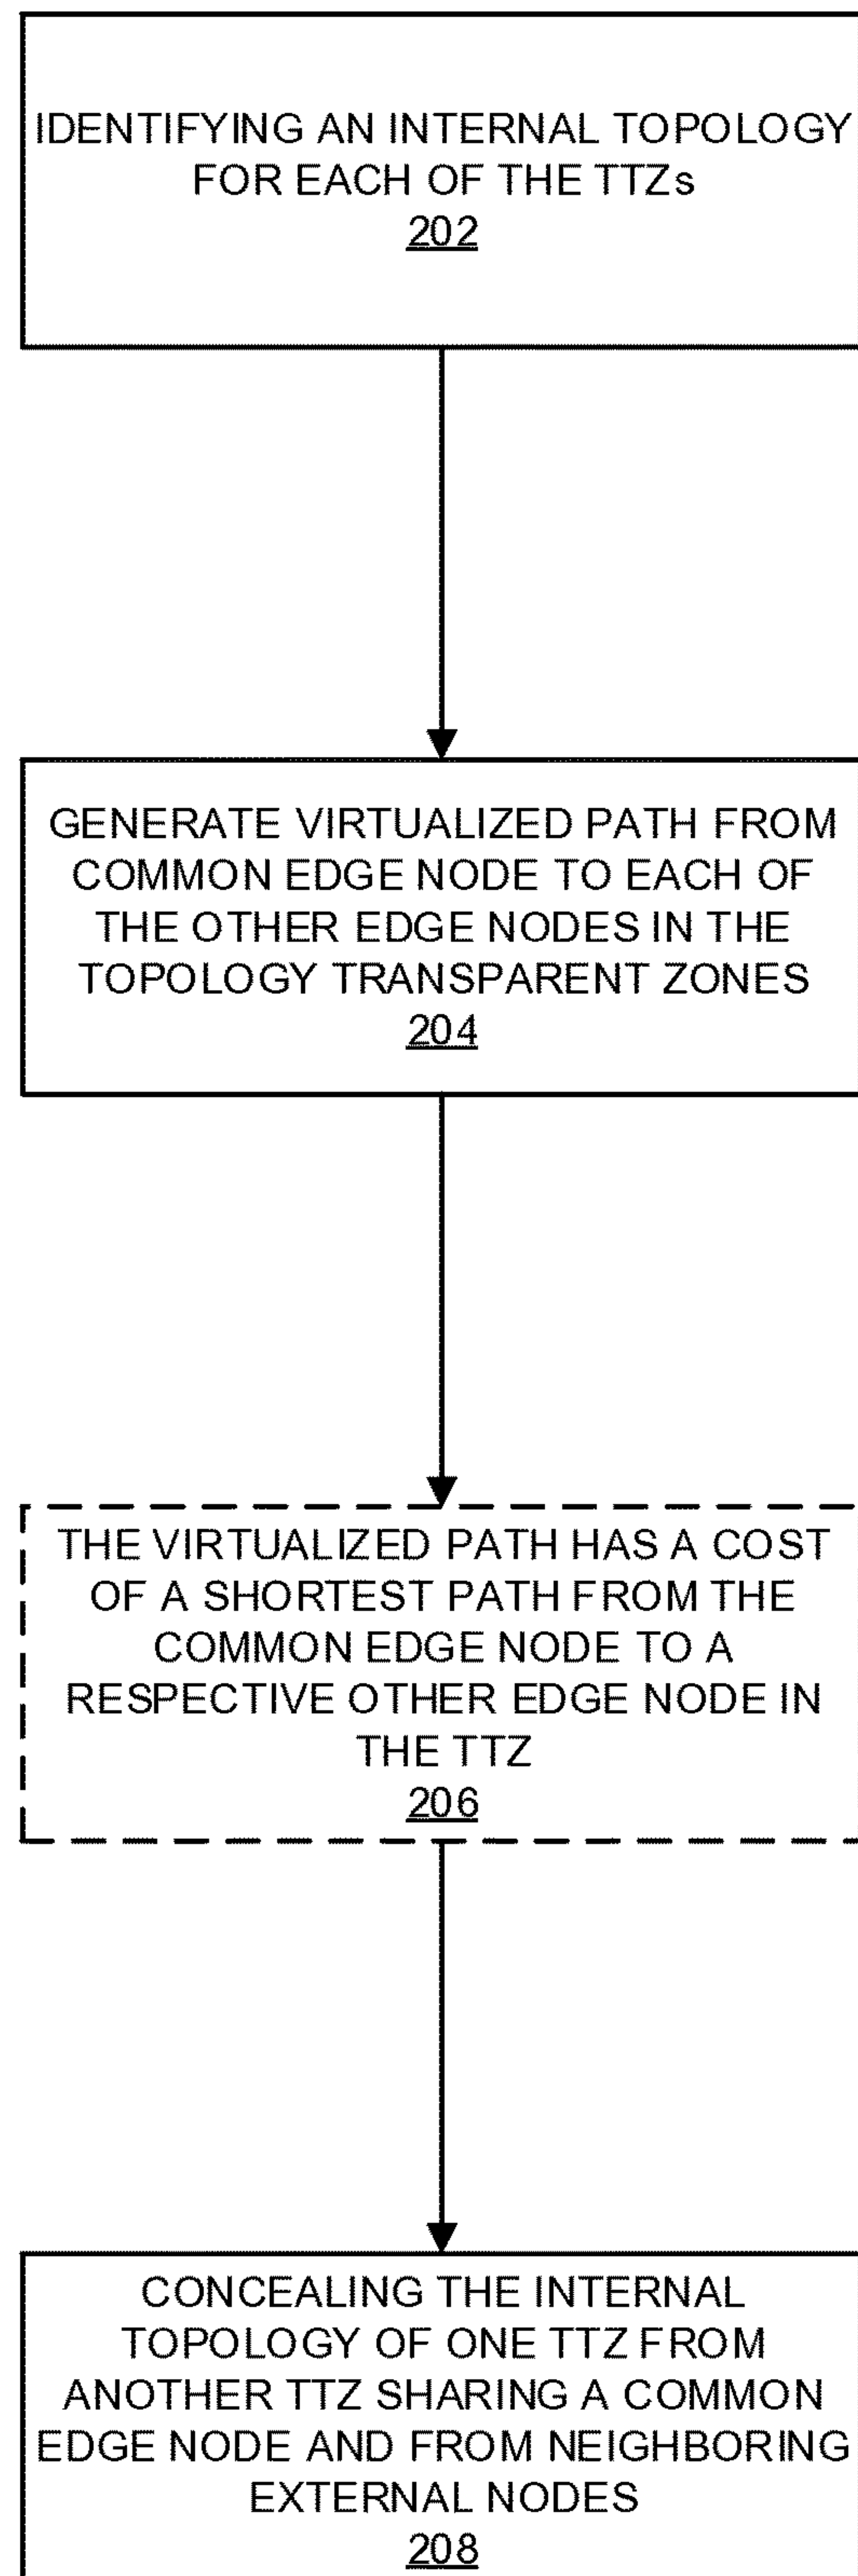 IDENTIFYING AN INTERNAL TOPOLOGY
FOR EACH OF THE TTZs
202
GENERATE VIRTUALIZED PATH FROM
COMMON EDGE NODE TO EACH OF
THE OTHER EDGE NODES IN THE
TOPOLOGY TRANSPARENT ZONES
204
THE VIRTUALIZED PATH HAS A COST
OF A SHORTEST PATH FROM THE
COMMON EDGE NODE TO A
RESPECTIVE OTHER EDGE NODE IN
THE TTZ
206
CONCEALING THE INTERNAL
TOPOLOGY OF ONE TTZ FROM
ANOTHER TTZ SHARING A COMMON
EDGE NODE AND FROM NEIGHBORING
EXTERNAL NODES
208